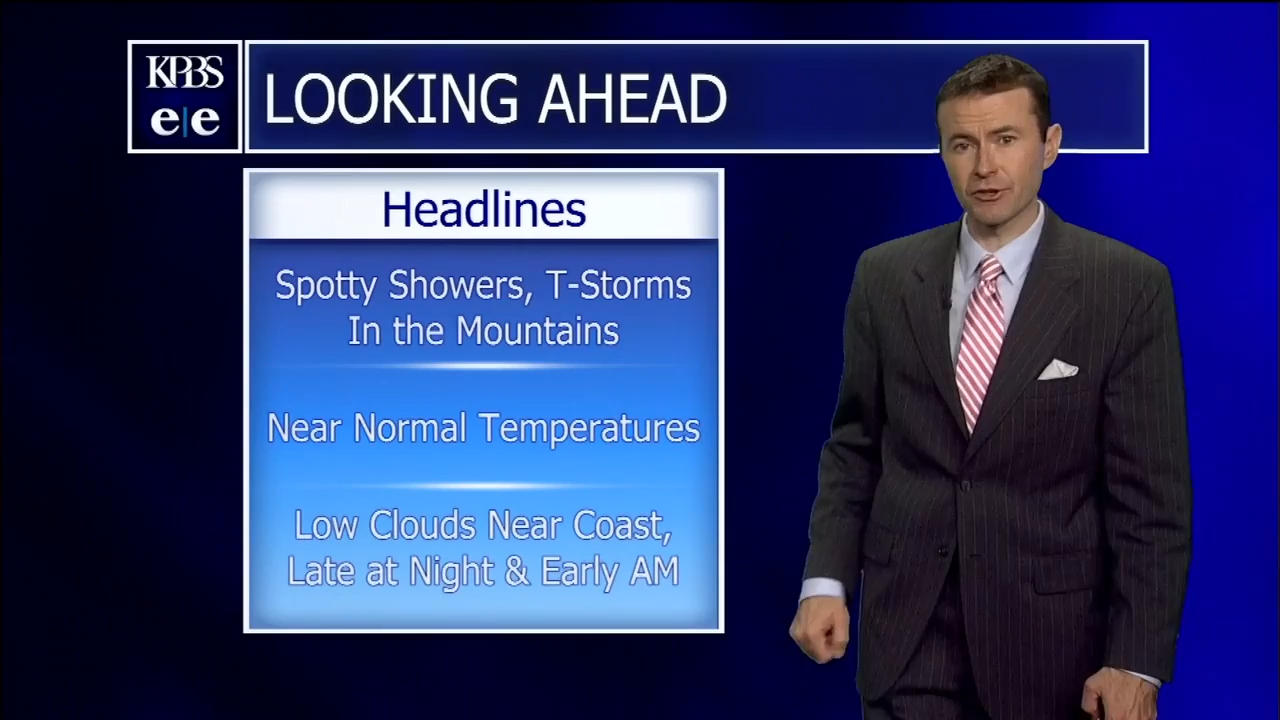 KPBS
e|e
LOOKING AHEAD
Headlines
Spotty Showers, T-Storms
In the Mountains
Near Normal Temperatures
Low Clouds Near Coast,
Late at Night & Early AM